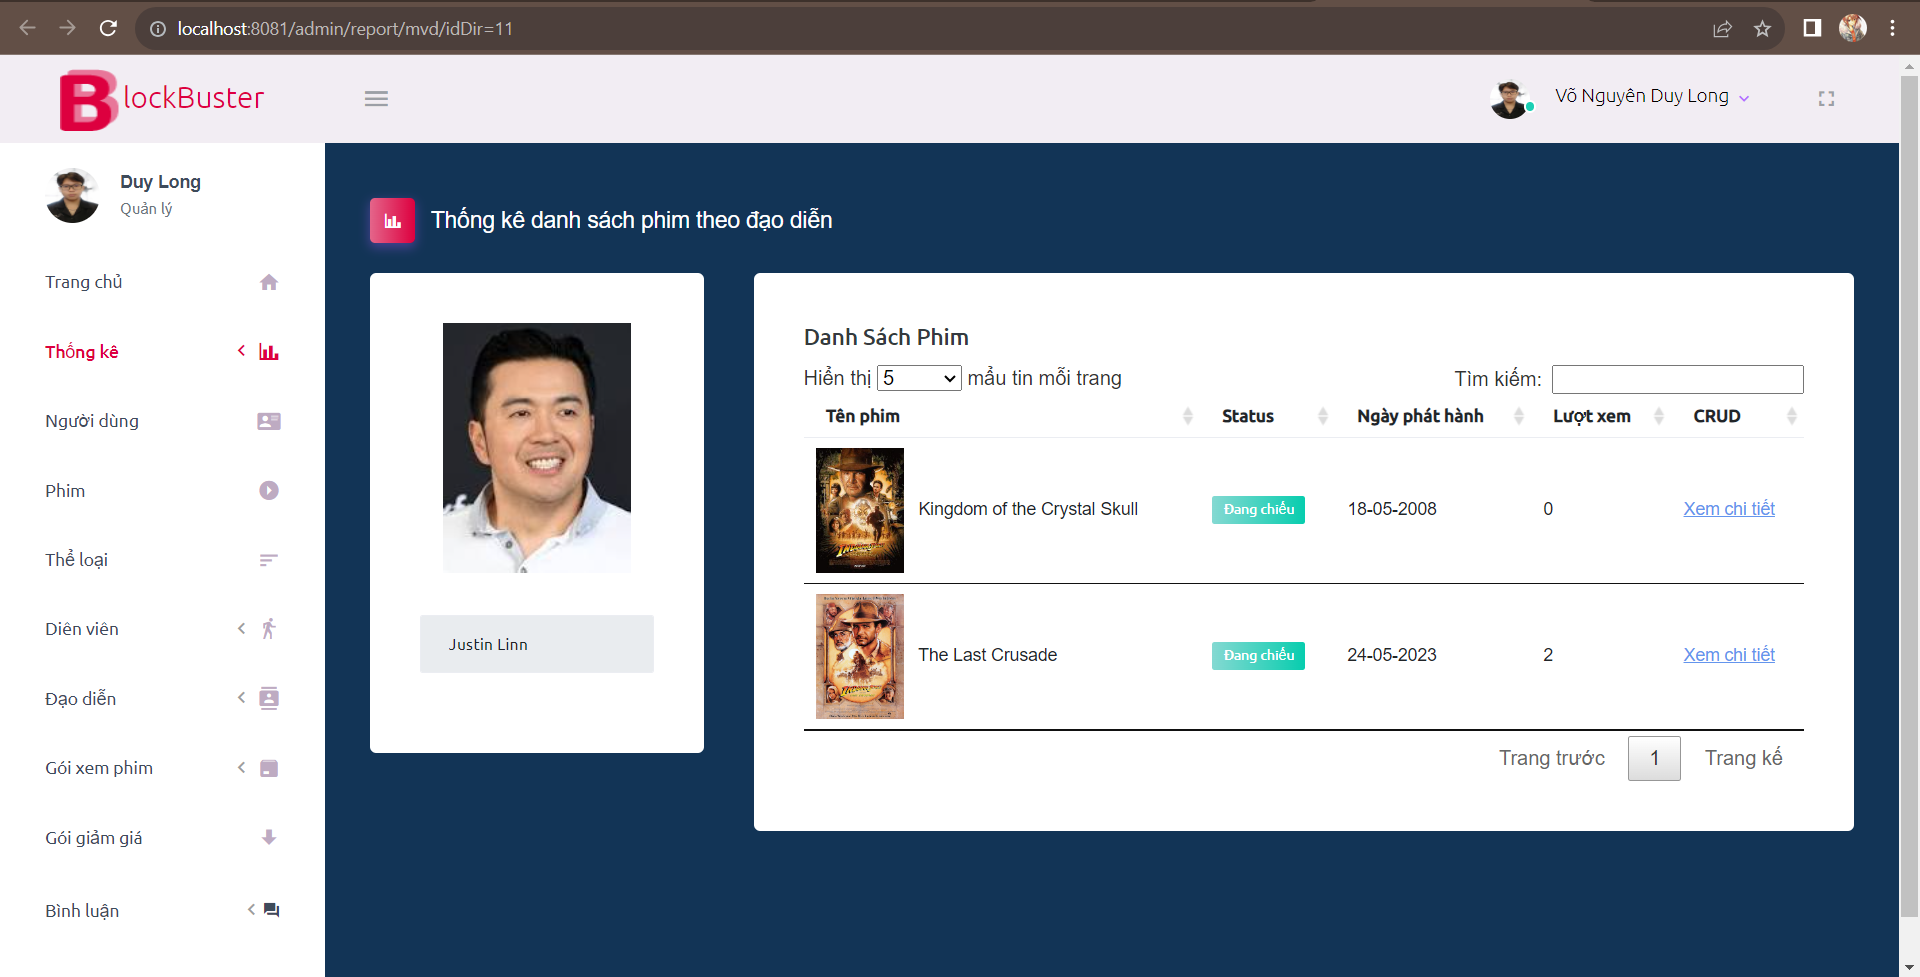 localhost:8081/admin/report/mvd/idDir=11
BlockBuster
Võ Nguyên Duy Long
Duy Long
Quản lý
Trang chủ
Thống kê
Người dùng
Phim
Thể loại
Diên viên
Đạo diễn
Gói xem phim
Gói giảm giá
Bình luận
Thống kê danh sách phim theo đạo diễn
Justin Linn
Danh Sách Phim
Hiển thị 5 mẩu tin mỗi trang
Tìm kiếm:
Tên phim Status Ngày phát hành Lượt xem CRUD
Kingdom of the Crystal Skull Đang chiếu 18-05-2008 0 Xem chi tiết
The Last Crusade Đang chiếu 24-05-2023 2 Xem chi tiết
Trang trước 1 Trang kế